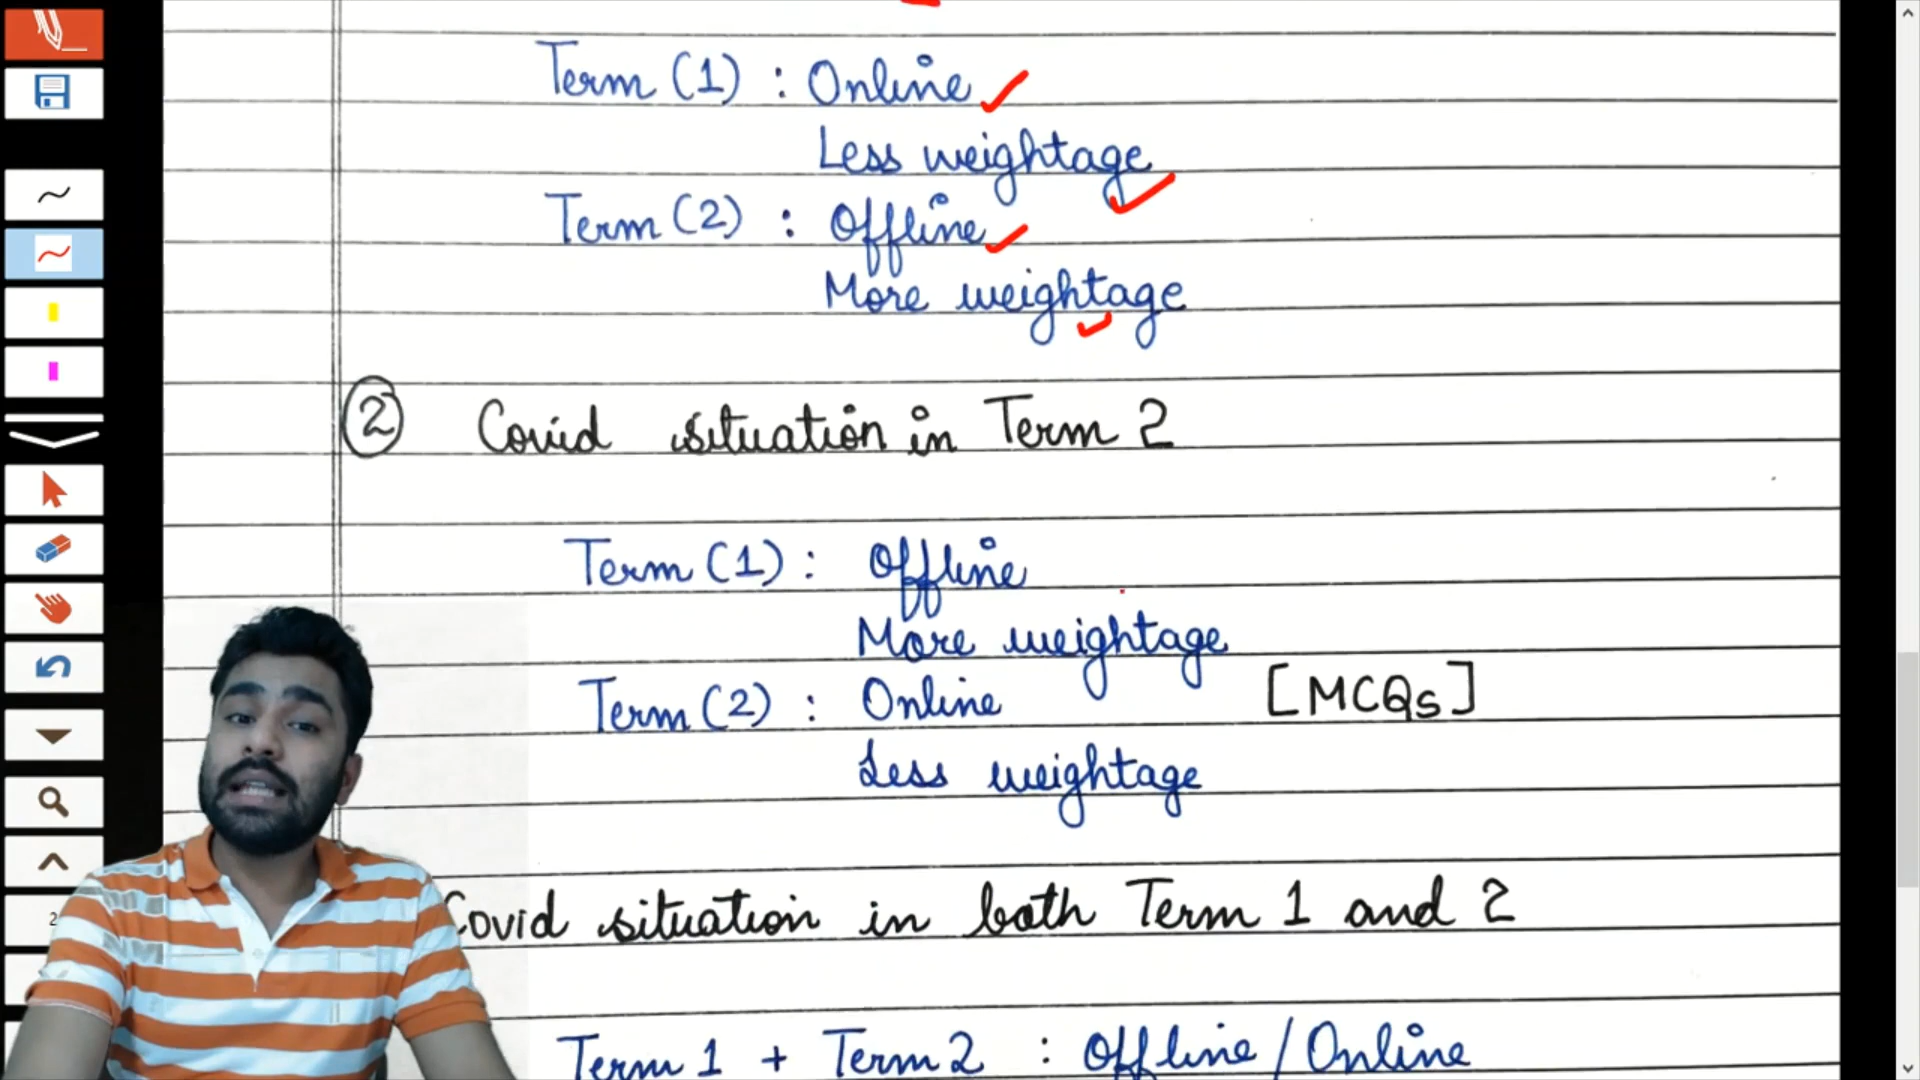 Term (1) : Online
Less weightage
Term (2) : Offline
More weightage
2 Covid situation in Term 2
Term (1) : Offline
More weightage
Term (2) : Online [MCQs]
Less weightage
Covid situation in both Term 1 and 2
Term 1 + Term 2 : Offline / Online
2